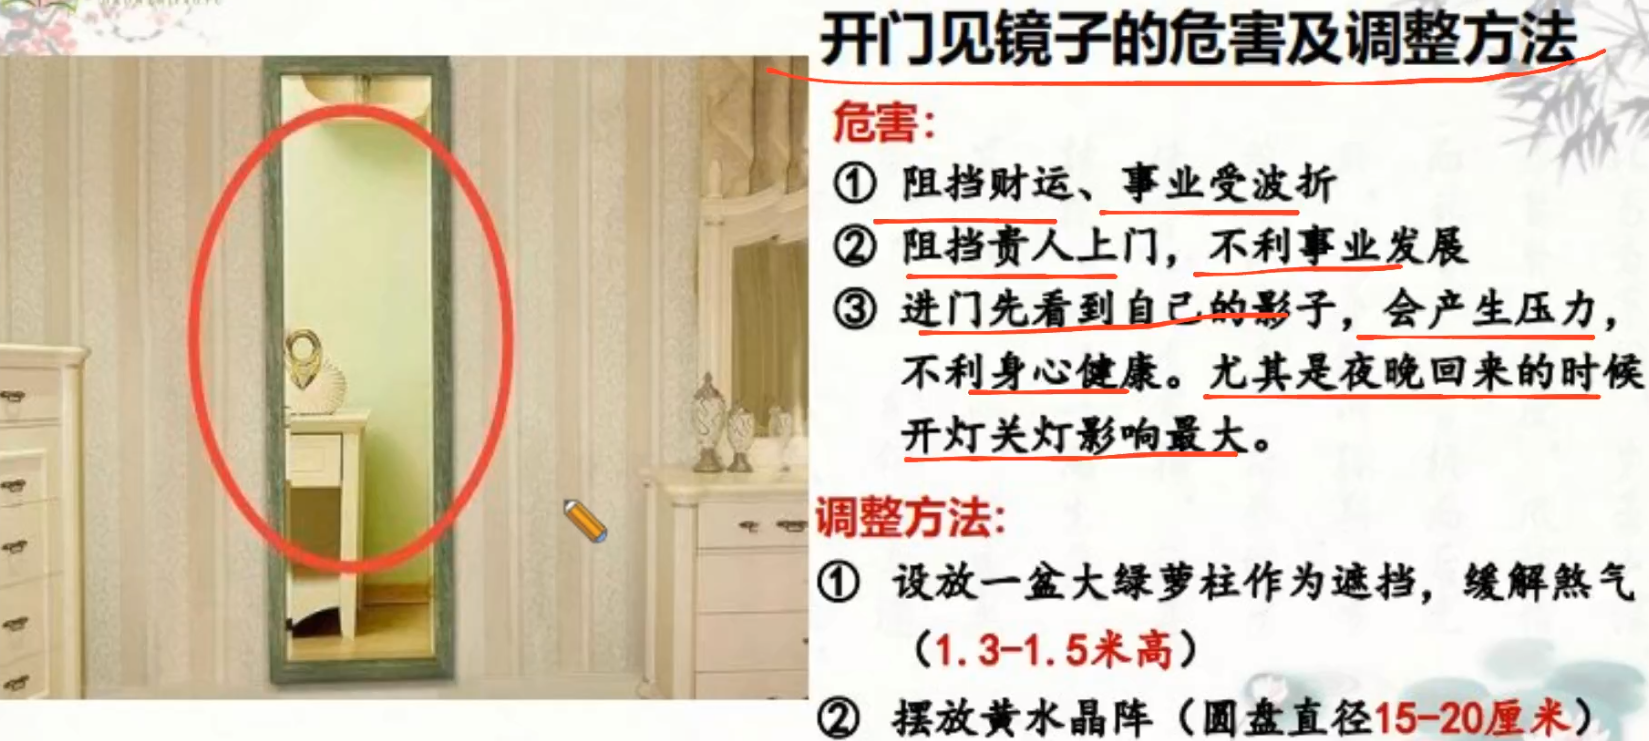 开门见镜子的危害及调整方法
危害：
① 阻挡财运、事业受波折
② 阻挡贵人上门，不利事业发展
③ 进门先看到自己的影子，会产生压力，
不利身心健康。尤其是夜晚回来的时候
开灯关灯影响最大。
调整方法：
① 设放一盆大绿萝柱作为遮挡，缓解煞气
（1.3-1.5米高）
② 摆放黄水晶阵（圆盘直径15-20厘米）